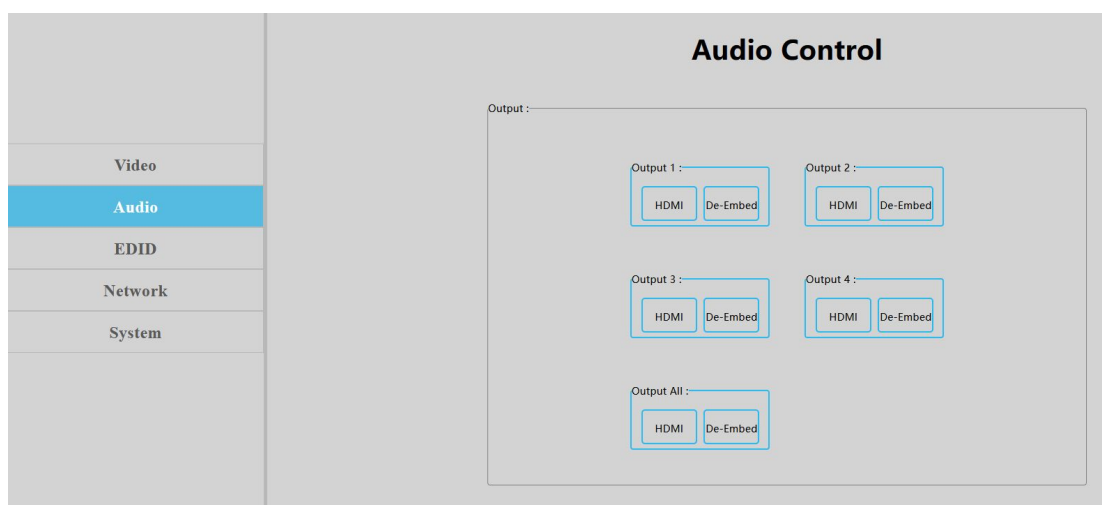 Audio Control
Video
Audio
EDID
Network
System
Output :
Output 1 :
HDMI De-Embed
Output 2 :
HDMI De-Embed
Output 3 :
HDMI De-Embed
Output 4 :
HDMI De-Embed
Output All :
HDMI De-Embed